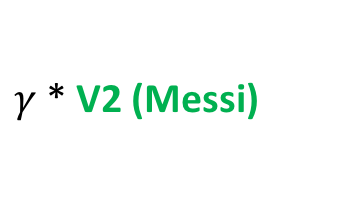 γ * V2 (Messi)